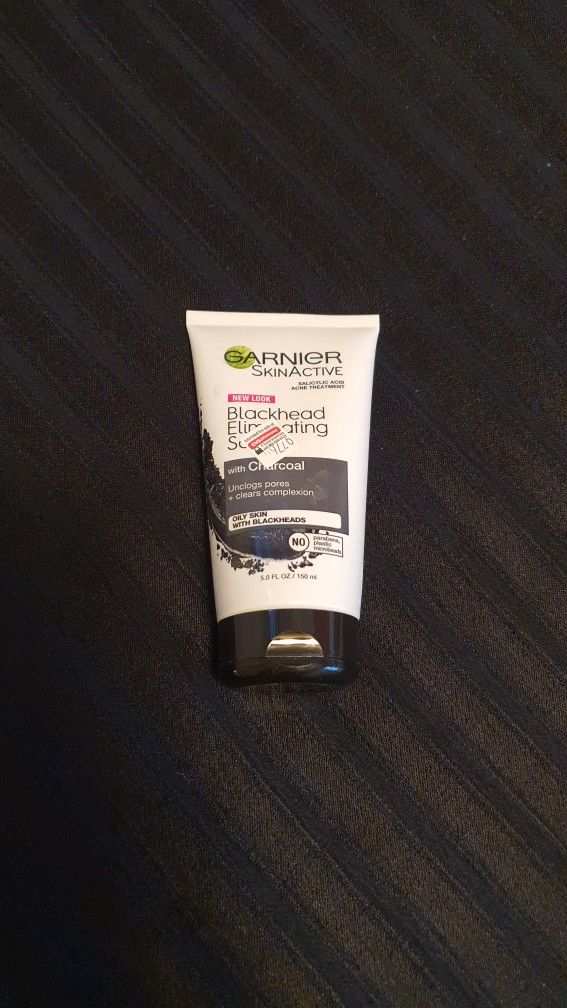 GARNIER
SKINACTIVE
SALICYLIC ACID
ACNE TREATMENT
NEW LOOK
Blackhead
with Charcoal
Unclogs pores
+ clears complexion
OILY SKIN
WITH BLACKHEADS
NO
parabens,
plastic
microbeads
5.0 FL OZ / 150 ml